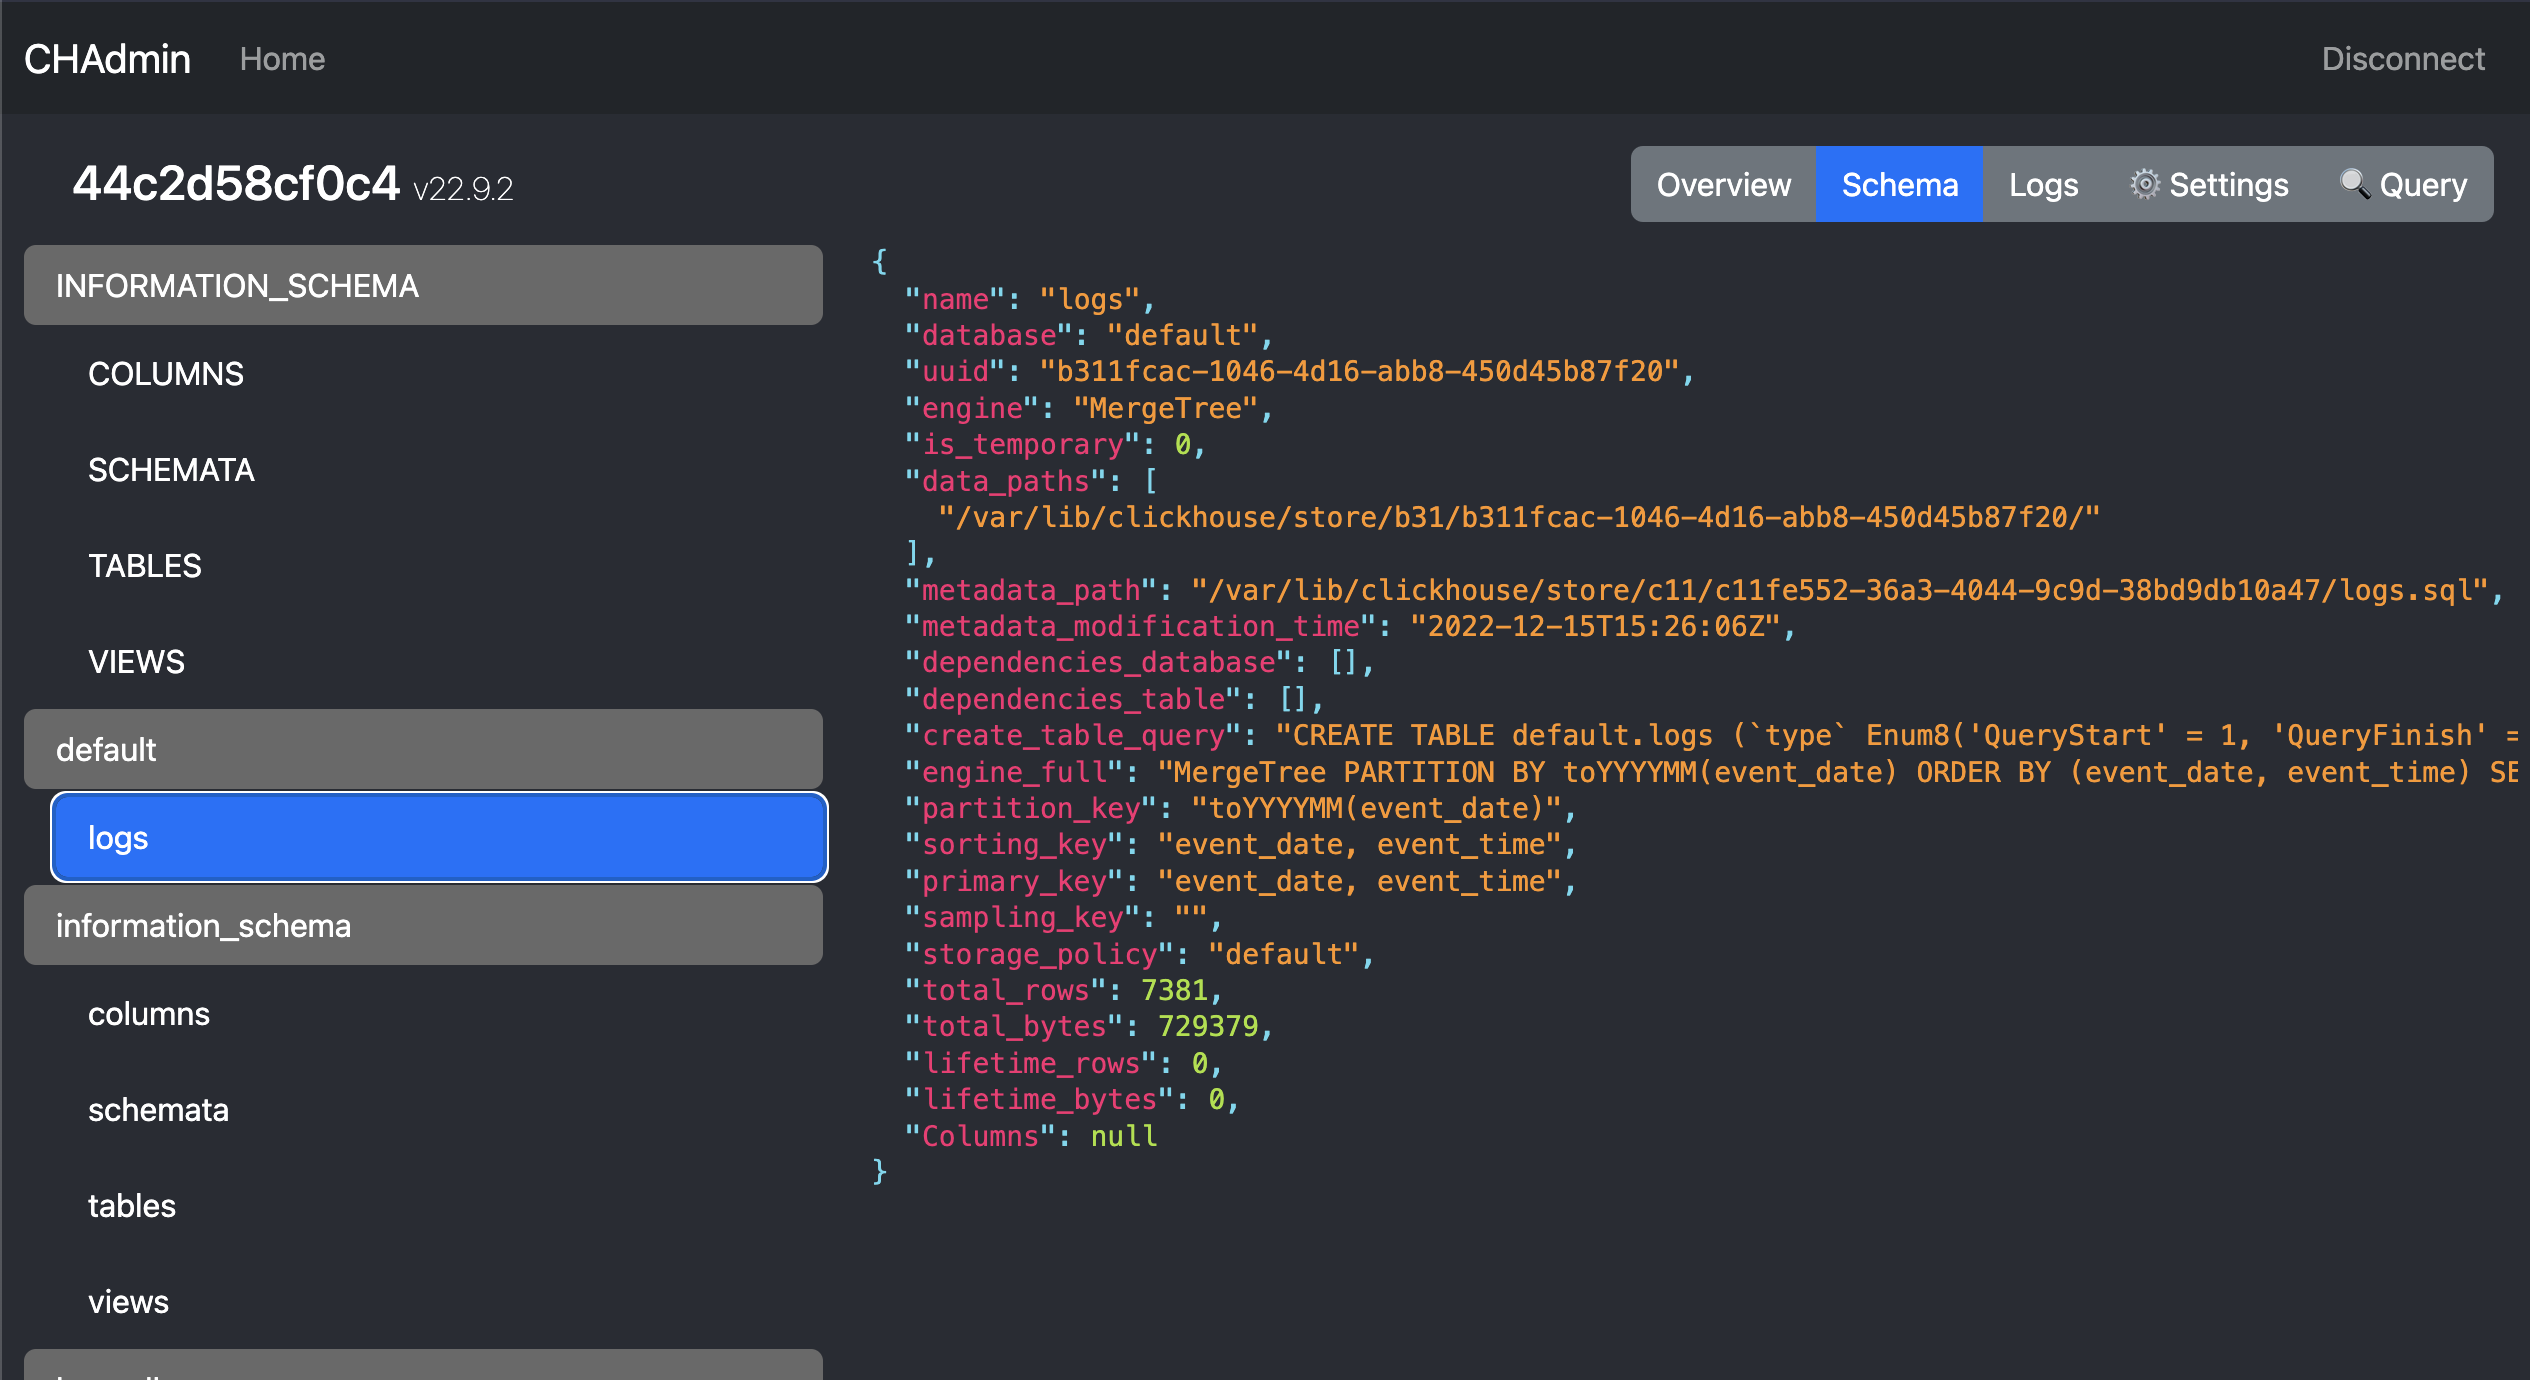 CHAdmin Home Disconnect
44c2d58cf0c4 v22.9.2
Overview Schema Logs Settings Query
INFORMATION_SCHEMA
COLUMNS
SCHEMATA
TABLES
VIEWS
default
logs
information_schema
columns
schemata
tables
views
{
"name": "logs",
"database": "default",
"uuid": "b311fcac-1046-4d16-abb8-450d45b87f20",
"engine": "MergeTree",
"is_temporary": 0,
"data_paths": [
"/var/lib/clickhouse/store/b31/b311fcac-1046-4d16-abb8-450d45b87f20/"
],
"metadata_path": "/var/lib/clickhouse/store/c11/c11fe552-36a3-4044-9c9d-38bd9db10a47/logs.sql",
"metadata_modification_time": "2022-12-15T15:26:06Z",
"dependencies_database": [],
"dependencies_table": [],
"create_table_query": "CREATE TABLE default.logs (`type` Enum8('QueryStart' = 1, 'QueryFinish' =
"engine_full": "MergeTree PARTITION BY toYYYYMM(event_date) ORDER BY (event_date, event_time) SE
"partition_key": "toYYYYMM(event_date)",
"sorting_key": "event_date, event_time",
"primary_key": "event_date, event_time",
"sampling_key": "",
"storage_policy": "default",
"total_rows": 7381,
"total_bytes": 729379,
"lifetime_rows": 0,
"lifetime_bytes": 0,
"Columns": null
}